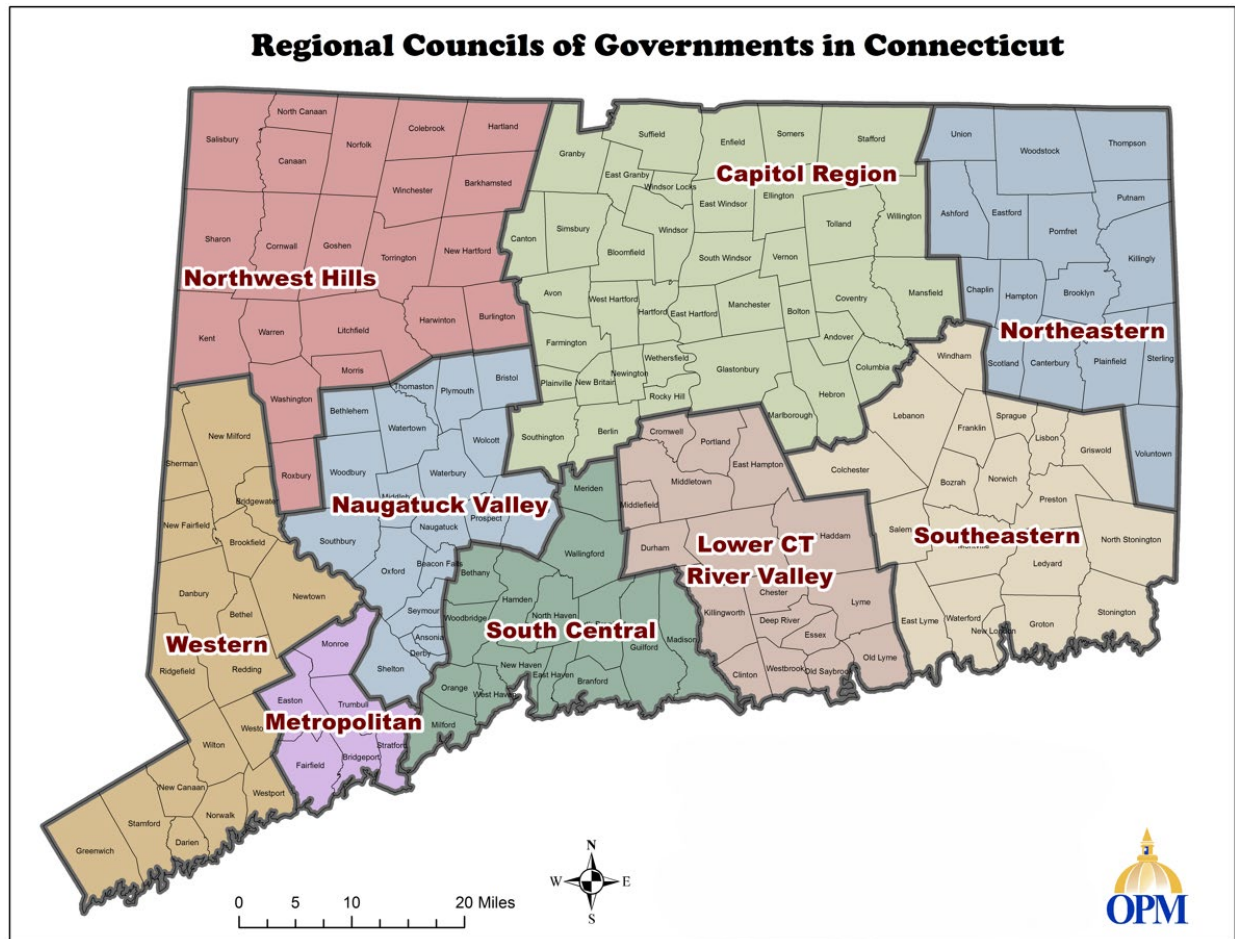 Regional Councils of Governments in Connecticut
North Canaan
Colebrook
Hartland
Salisbury
Norfolk
Canaan
Winchester
Barkhamsted
Sharon
Cornwall
Goshen
Torrington
New Hartford
Northwest Hills
Kent
Warren
Litchfield
Harwinton
Burlington
Morris
Washington
Roxbury
Suffield
Enfield
Somers
Stafford
Granby
East Granby
Windsor Locks
Capitol Region
East Windsor
Ellington
Willington
Canton
Simsbury
Windsor
Tolland
Bloomfield
South Windsor
Vernon
Avon
West Hartford
Hartford
East Hartford
Manchester
Bolton
Coventry
Mansfield
Farmington
Andover
Wethersfield
Newington
Glastonbury
Columbia
Plainville
New Britain
Rocky Hill
Hebron
Marlborough
Southington
Berlin
Union
Woodstock
Thompson
Putnam
Ashford
Eastford
Pomfret
Killingly
Chaplin
Hampton
Brooklyn
Northeastern
Scotland
Canterbury
Plainfield
Sterling
Voluntown
Thomaston
Plymouth
Bristol
Bethlehem
Watertown
Wolcott
Woodbury
Waterbury
Naugatuck Valley
Prospect
Naugatuck
Southbury
Oxford
Beacon Falls
Seymour
Ansonia
Derby
Shelton
New Milford
Sherman
Bridgewater
New Fairfield
Brookfield
Danbury
Bethel
Newtown
Western
Ridgefield
Redding
Wilton
New Canaan
Westport
Stamford
Norwalk
Greenwich
Darien
Monroe
Easton
Trumbull
Metropolitan
Stratford
Fairfield
Bridgeport
Meriden
Wallingford
Bethany
Hamden
Woodbridge
North Haven
South Central
Madison
Guilford
New Haven
East Haven
Branford
Orange
West Haven
Milford
Cromwell
Portland
East Hampton
Middletown
Middlefield
Durham
Haddam
Lower CT
River Valley
Killingworth
Chester
Lyme
Deep River
Essex
Clinton
Westbrook
Old Saybrook
Old Lyme
Windham
Lebanon
Franklin
Sprague
Lisbon
Griswold
Colchester
Bozrah
Norwich
Preston
Salem
Southeastern
North Stonington
Ledyard
East Lyme
Waterford
New London
Groton
Stonington
N
W E
S
0 5 10 20 Miles
OPM